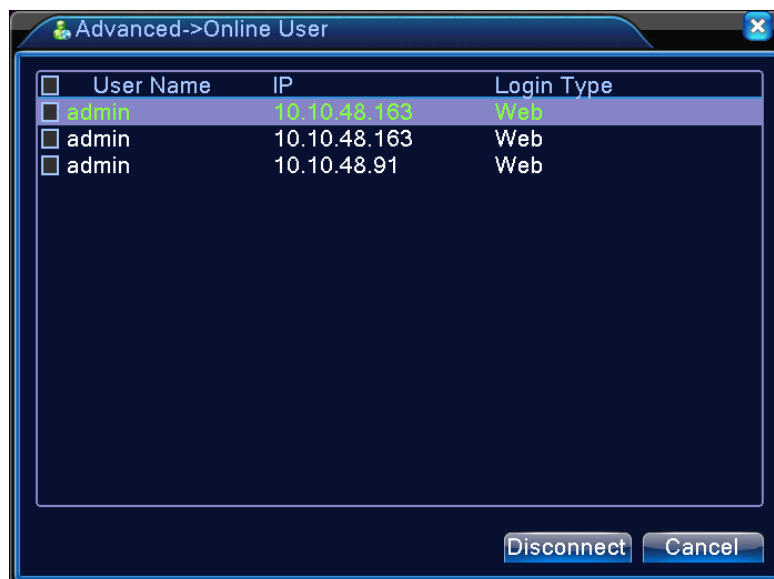 Advanced->Online User
User Name IP Login Type
admin 10.10.48.163 Web
admin 10.10.48.163 Web
admin 10.10.48.91 Web
Disconnect Cancel